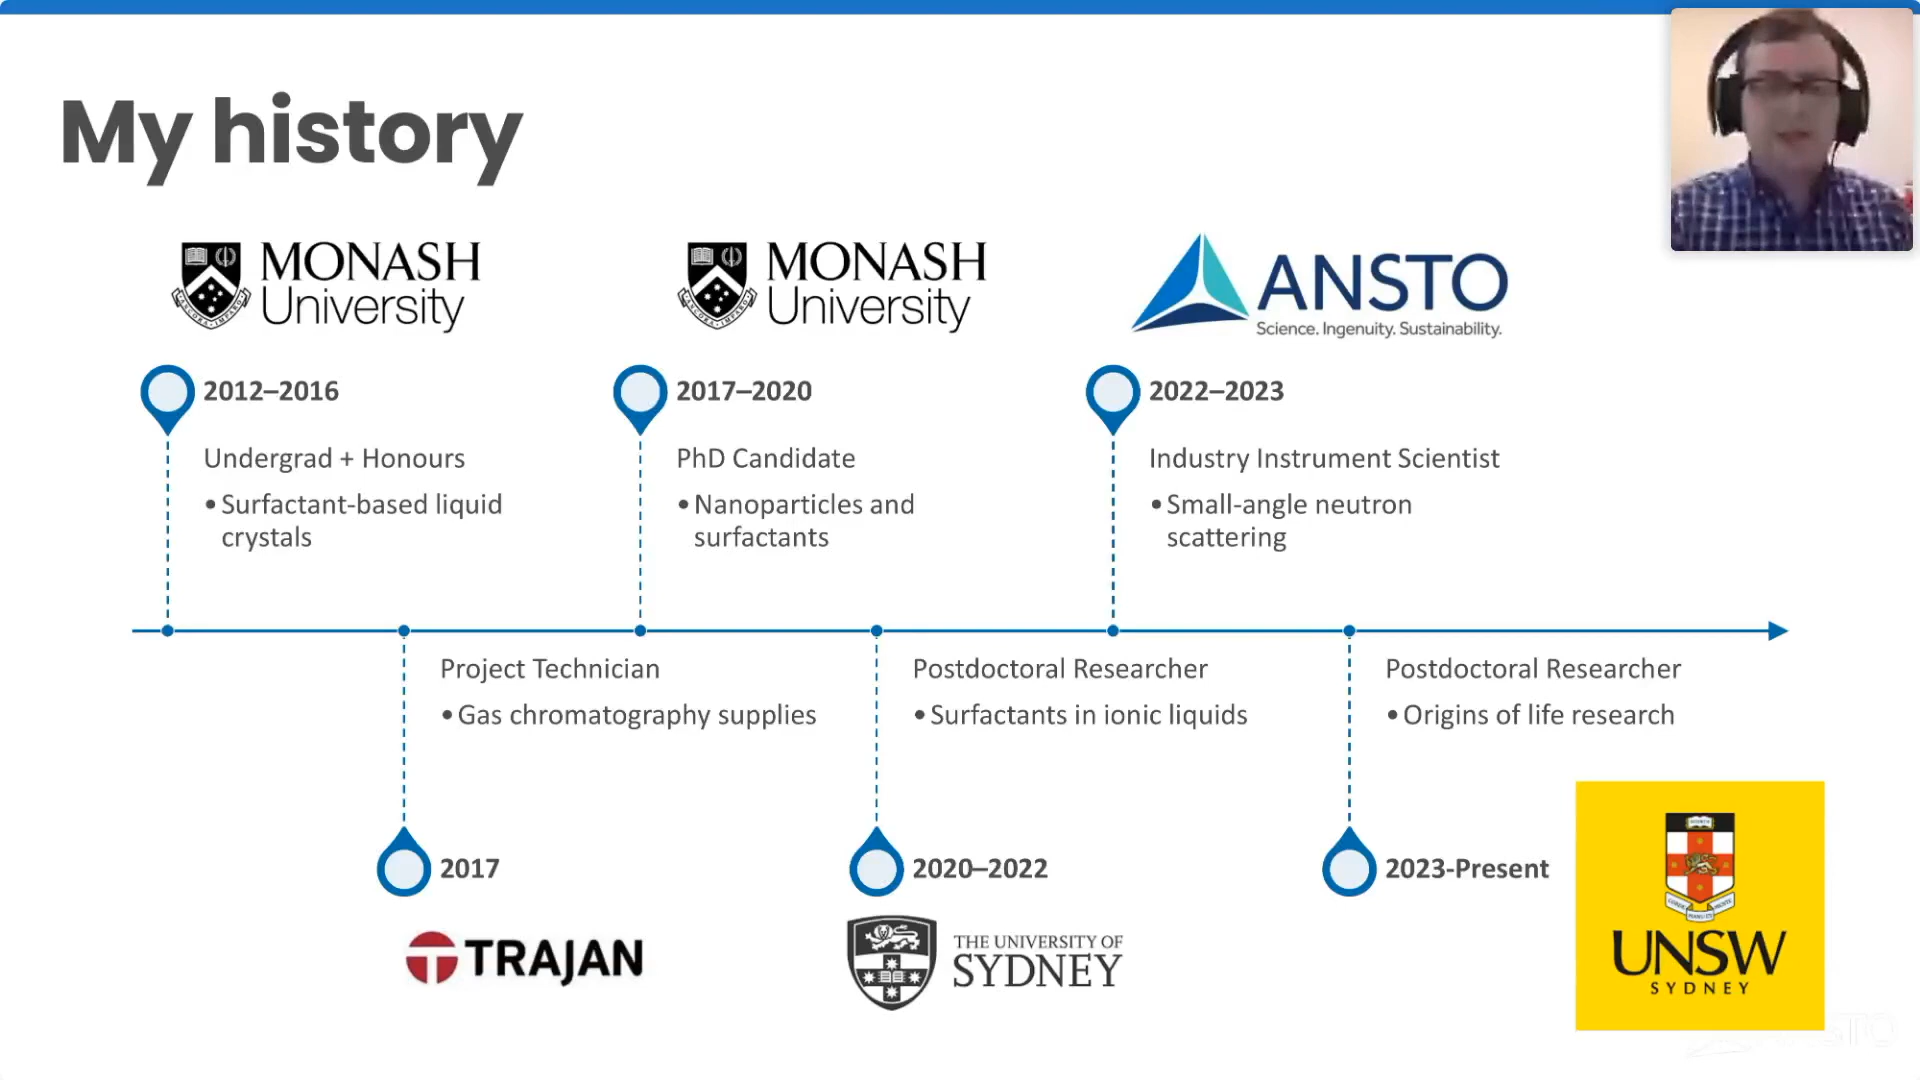 My history
MONASH
University
MONASH
University
ANSTO
Science. Ingenuity. Sustainability.
2012–2016
Undergrad + Honours
• Surfactant-based liquid
crystals
2017–2020
PhD Candidate
• Nanoparticles and
surfactants
2022–2023
Industry Instrument Scientist
• Small-angle neutron
scattering
Project Technician
• Gas chromatography supplies
2017
TRAJAN
Postdoctoral Researcher
• Surfactants in ionic liquids
2020–2022
THE UNIVERSITY OF
SYDNEY
Postdoctoral Researcher
• Origins of life research
2023-Present
UNSW
SYDNEY